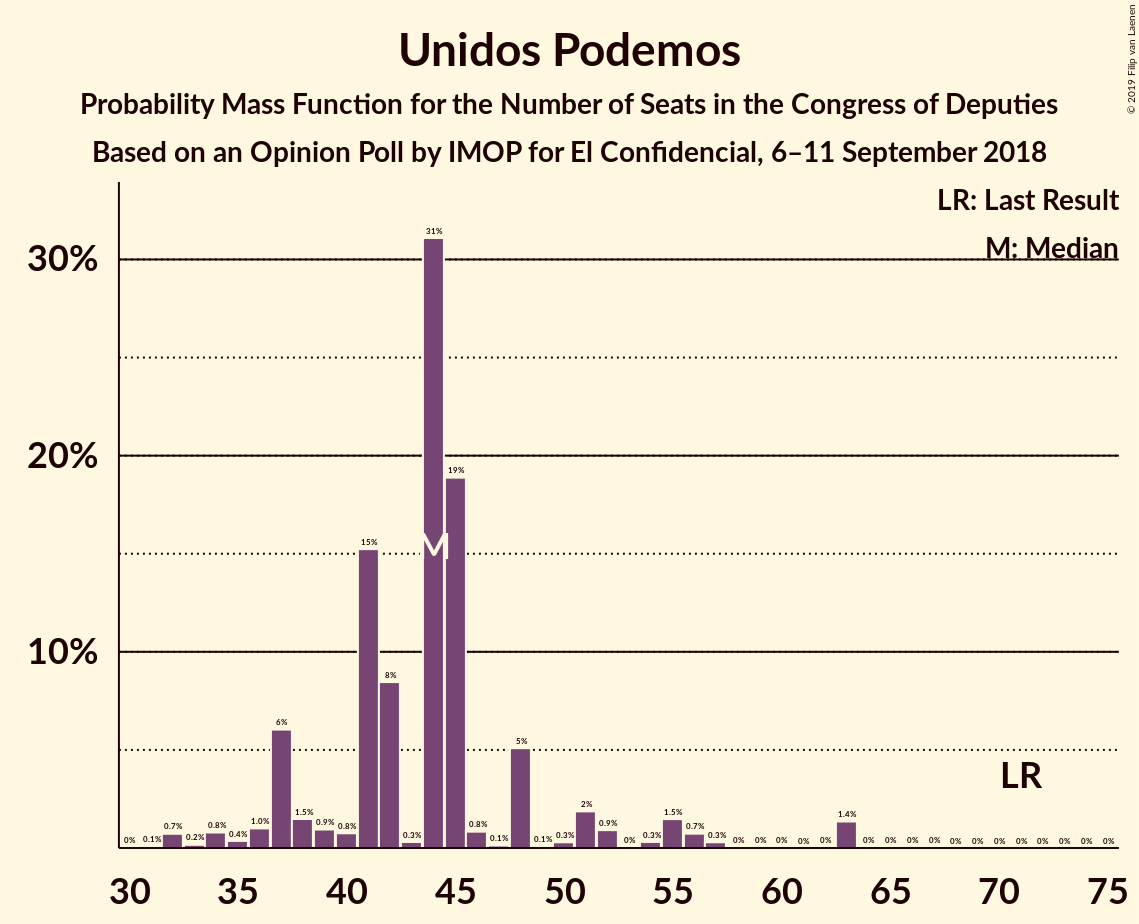 Unidos Podemos
Probability Mass Function for the Number of Seats in the Congress of Deputies
Based on an Opinion Poll by IMOP for El Confidencial, 6–11 September 2018
© 2019 Filip van Laenen
LR: Last Result
M: Median
30%
20%
10%
0% 0.1% 0.7% 0.2% 0.8% 0.4% 1.0% 6% 1.5% 0.9% 0.8% 15% 8% 0.3% 31% 19% 0.8% 0.1% 5% 0.1% 0.3% 2% 0.9% 0% 0.3% 1.5% 0.7% 0.3% 0% 0% 0% 0% 0% 1.4% 0% 0% 0% 0% 0% 0% 0% 0% 0% 0% 0% 0%
M
LR
30 35 40 45 50 55 60 65 70 75